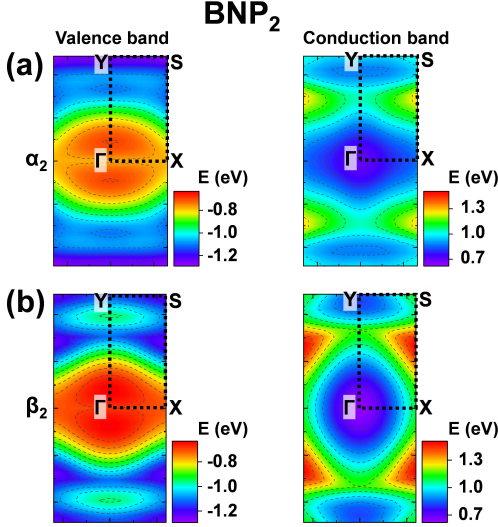 BNP2
Valence band
Conduction band
(a)
Y S
Y S
α2
Γ X
Γ X
E (eV)
-0.8
-1.0
-1.2
E (eV)
1.3
1.0
0.7
(b)
Y S
Y S
β2
Γ X
Γ X
E (eV)
-0.8
-1.0
-1.2
E (eV)
1.3
1.0
0.7